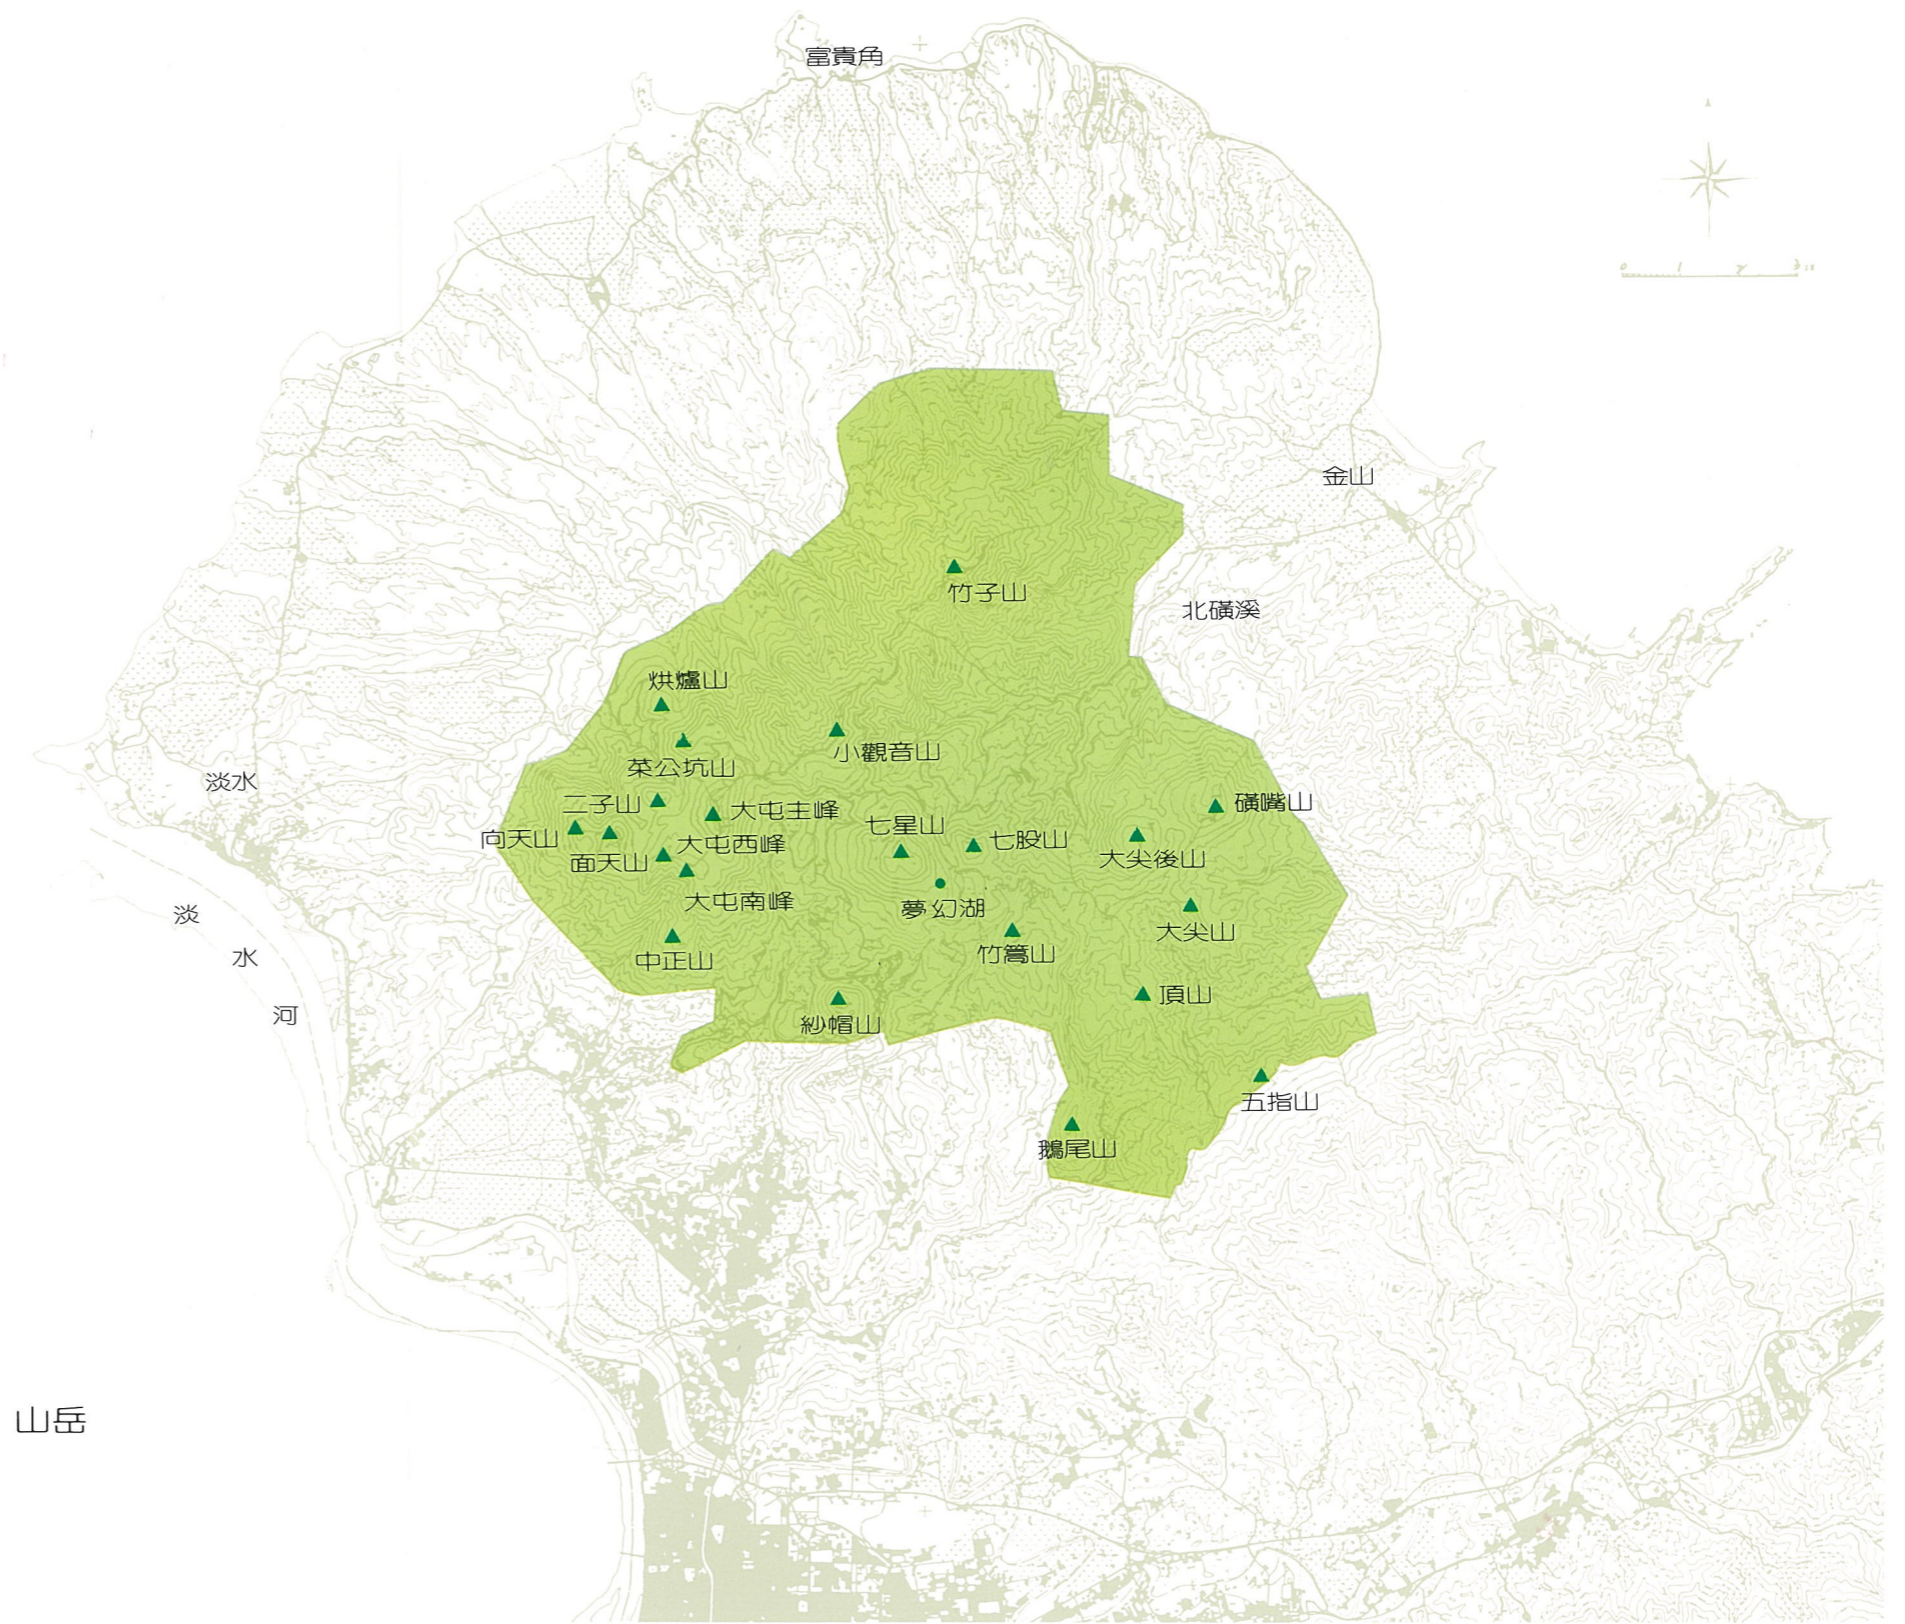 富貴角
0 1 2 3
金山
竹子山
北磺溪
烘爐山
小觀音山
菜公坑山
淡水
二子山
大屯主峰
磺嘴山
七星山
向天山
七股山
大屯西峰
面天山
大尖後山
大屯南峰
夢幻湖
淡水河
大尖山
竹篙山
中正山
頂山
紗帽山
五指山
鵝尾山
山岳